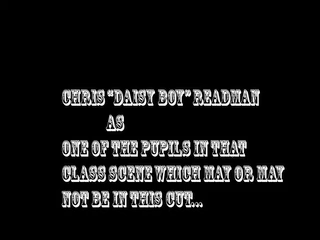 CHRIS "DAISY BOY" READMAN
AS
ONE OF THE PUPILS IN THAT
CLASS SCENE WHICH MAY OR MAY
NOT BE IN THIS CUT...